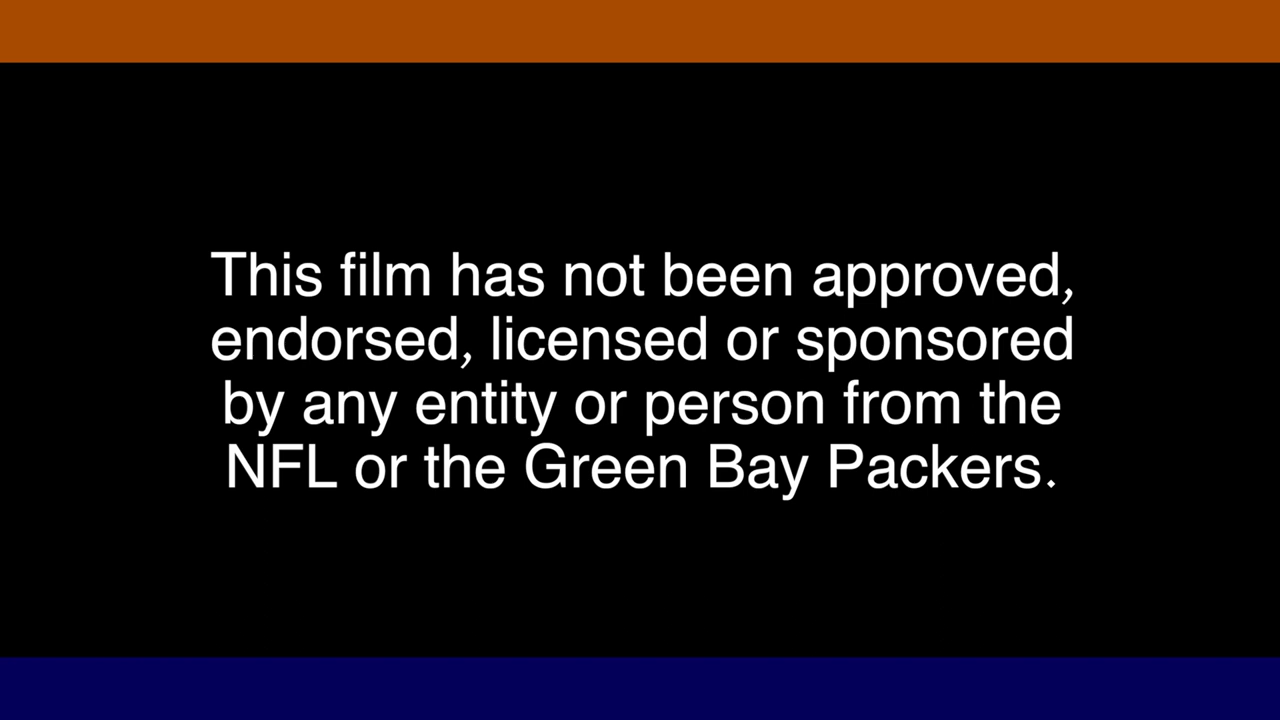 This film has not been approved,
endorsed, licensed or sponsored
by any entity or person from the
NFL or the Green Bay Packers.